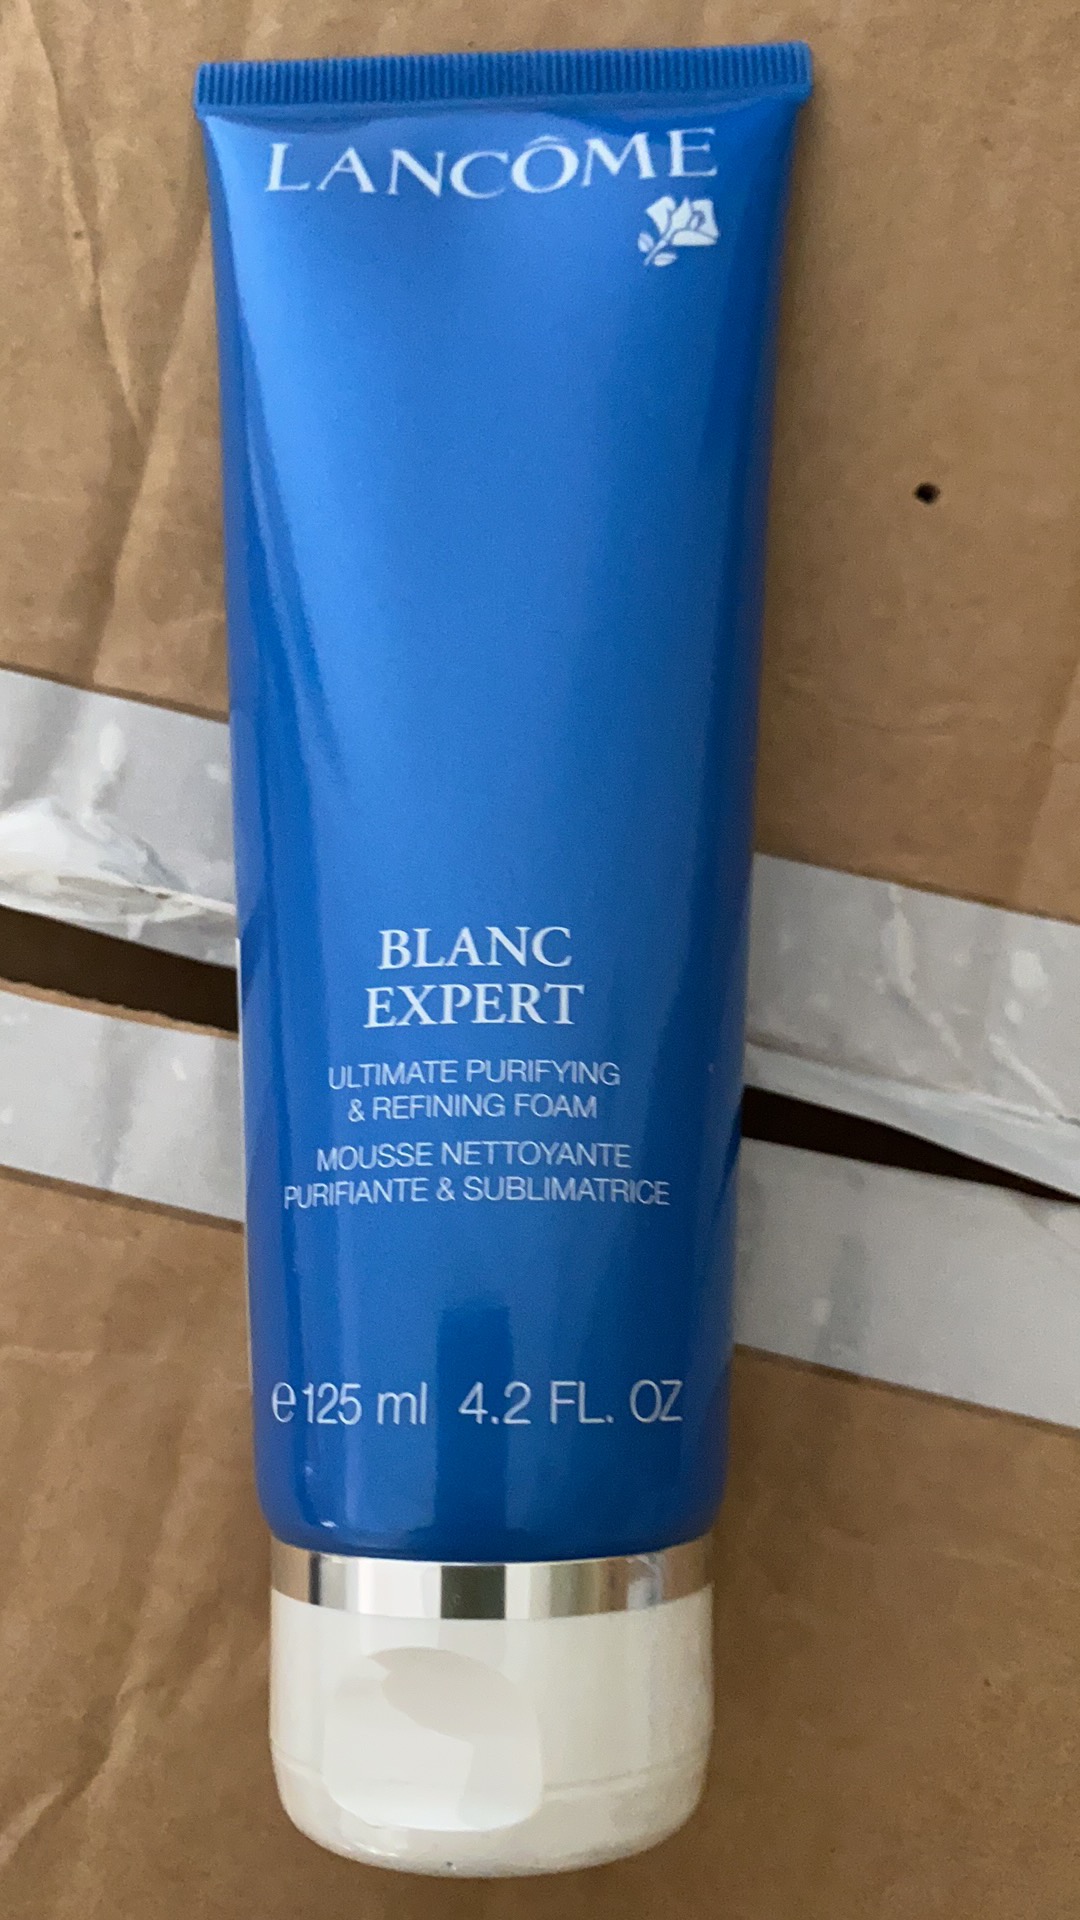 LANCÔME
BLANC
EXPERT
ULTIMATE PURIFYING
& REFINING FOAM
MOUSSE NETTOYANTE
PURIFIANTE & SUBLIMATRICE
℮125 ml 4.2 FL. OZ